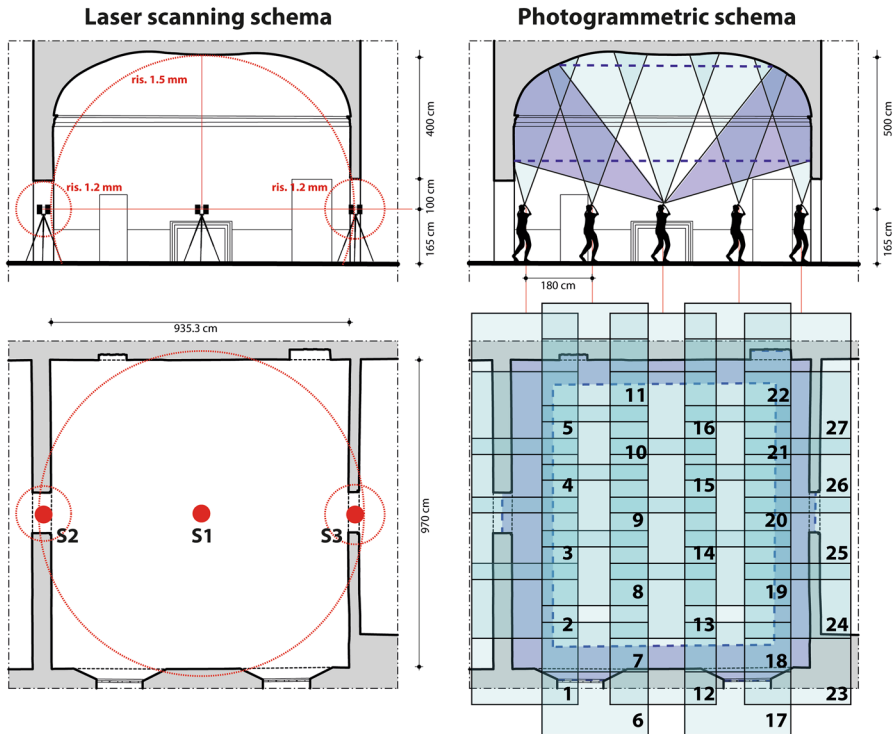 Laser scanning schema
Photogrammetric schema
ris. 1.5 mm
400 cm
500 cm
ris. 1.2 mm
ris. 1.2 mm
100 cm
165 cm
165 cm
180 cm
935.3 cm
11
22
5
16
27
10
21
4
15
26
S2
S1
S3
9
20
970 cm
3
14
25
8
19
2
13
24
7
18
1
12
23
6
17